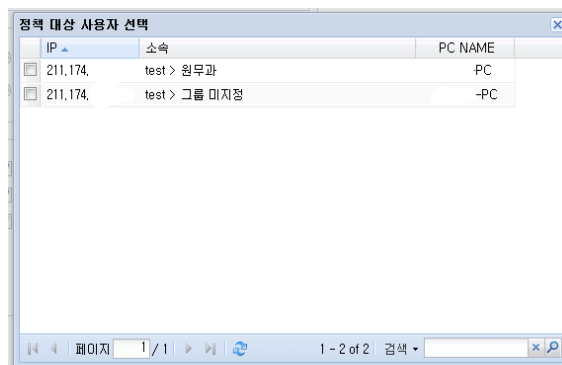 정책 대상 사용자 선택
IP 소속 PC NAME
211.174. test > 원무과 -PC
211.174. test > 그룹 미지정 -PC
페이지 1 / 1 1 - 2 of 2 검색